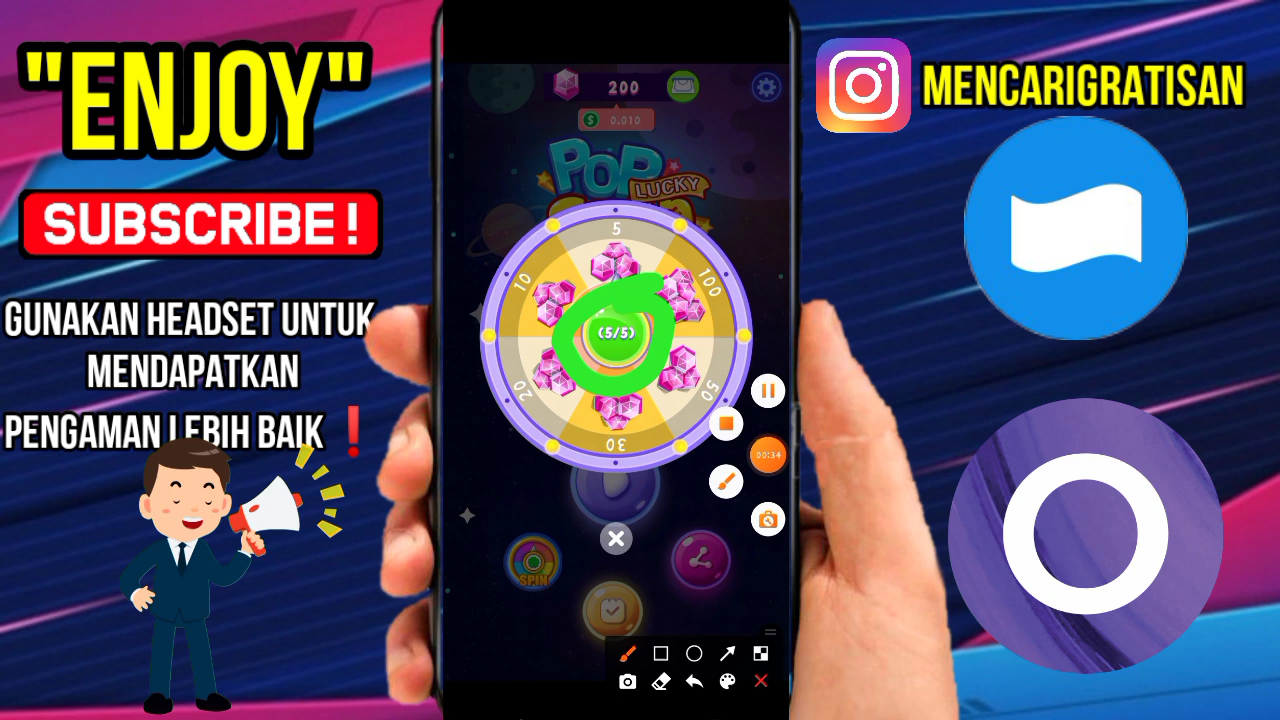 "ENJOY"
SUBSCRIBE!
GUNAKAN HEADSET UNTUK
MENDAPATKAN
PENGAMAN LEBIH BAIK ❗
200
$ 0.010
POP
LUCKY
5
10
100
(5/5)
20
50
30
00:34
SPIN
MENCARIGRATISAN